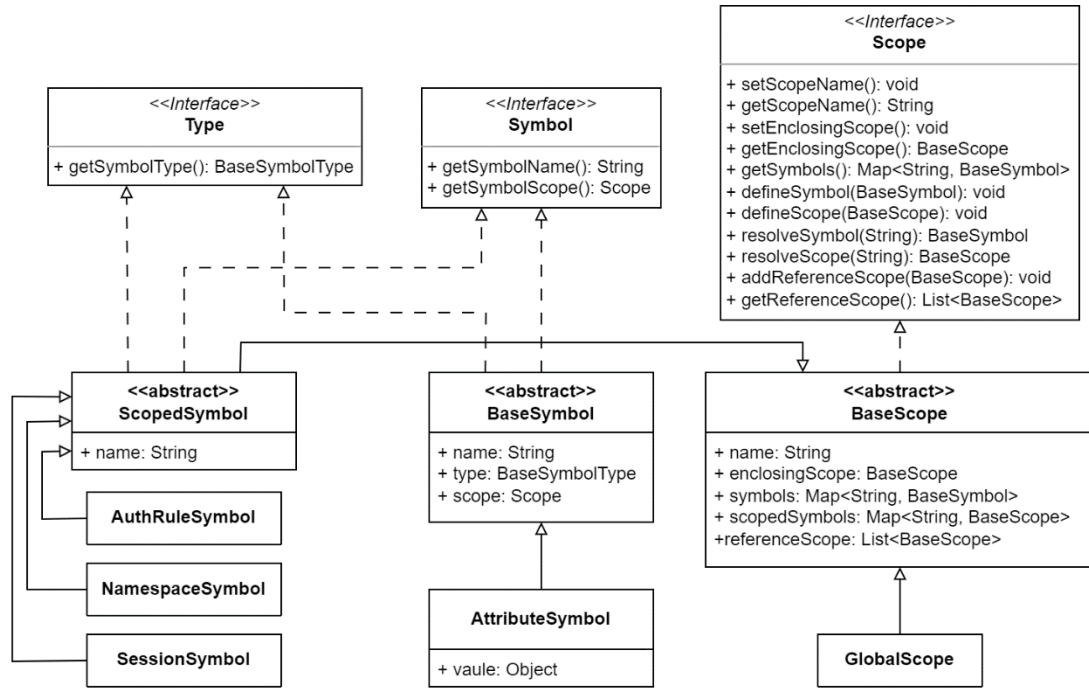 <<Interface>>
Scope
+ setScopeName(): void
+ getScopeName(): String
+ setEnclosingScope(): void
+ getEnclosingScope(): BaseScope
+ getSymbols(): Map<String, BaseSymbol>
+ defineSymbol(BaseSymbol): void
+ defineScope(BaseScope): void
+ resolveSymbol(String): BaseSymbol
+ resolveScope(String): BaseScope
+ addReferenceScope(BaseScope): void
+ getReferenceScope(): List<BaseScope>
<<Interface>>
Type
+ getSymbolType(): BaseSymbolType
<<Interface>>
Symbol
+ getSymbolName(): String
+ getSymbolScope(): Scope
<<abstract>>
ScopedSymbol
+ name: String
<<abstract>>
BaseSymbol
+ name: String
+ type: BaseSymbolType
+ scope: Scope
<<abstract>>
BaseScope
+ name: String
+ enclosingScope: BaseScope
+ symbols: Map<String, BaseSymbol>
+ scopedSymbols: Map<String, BaseScope>
+referenceScope: List<BaseScope>
AuthRuleSymbol
NamespaceSymbol
SessionSymbol
AttributeSymbol
+ vaule: Object
GlobalScope